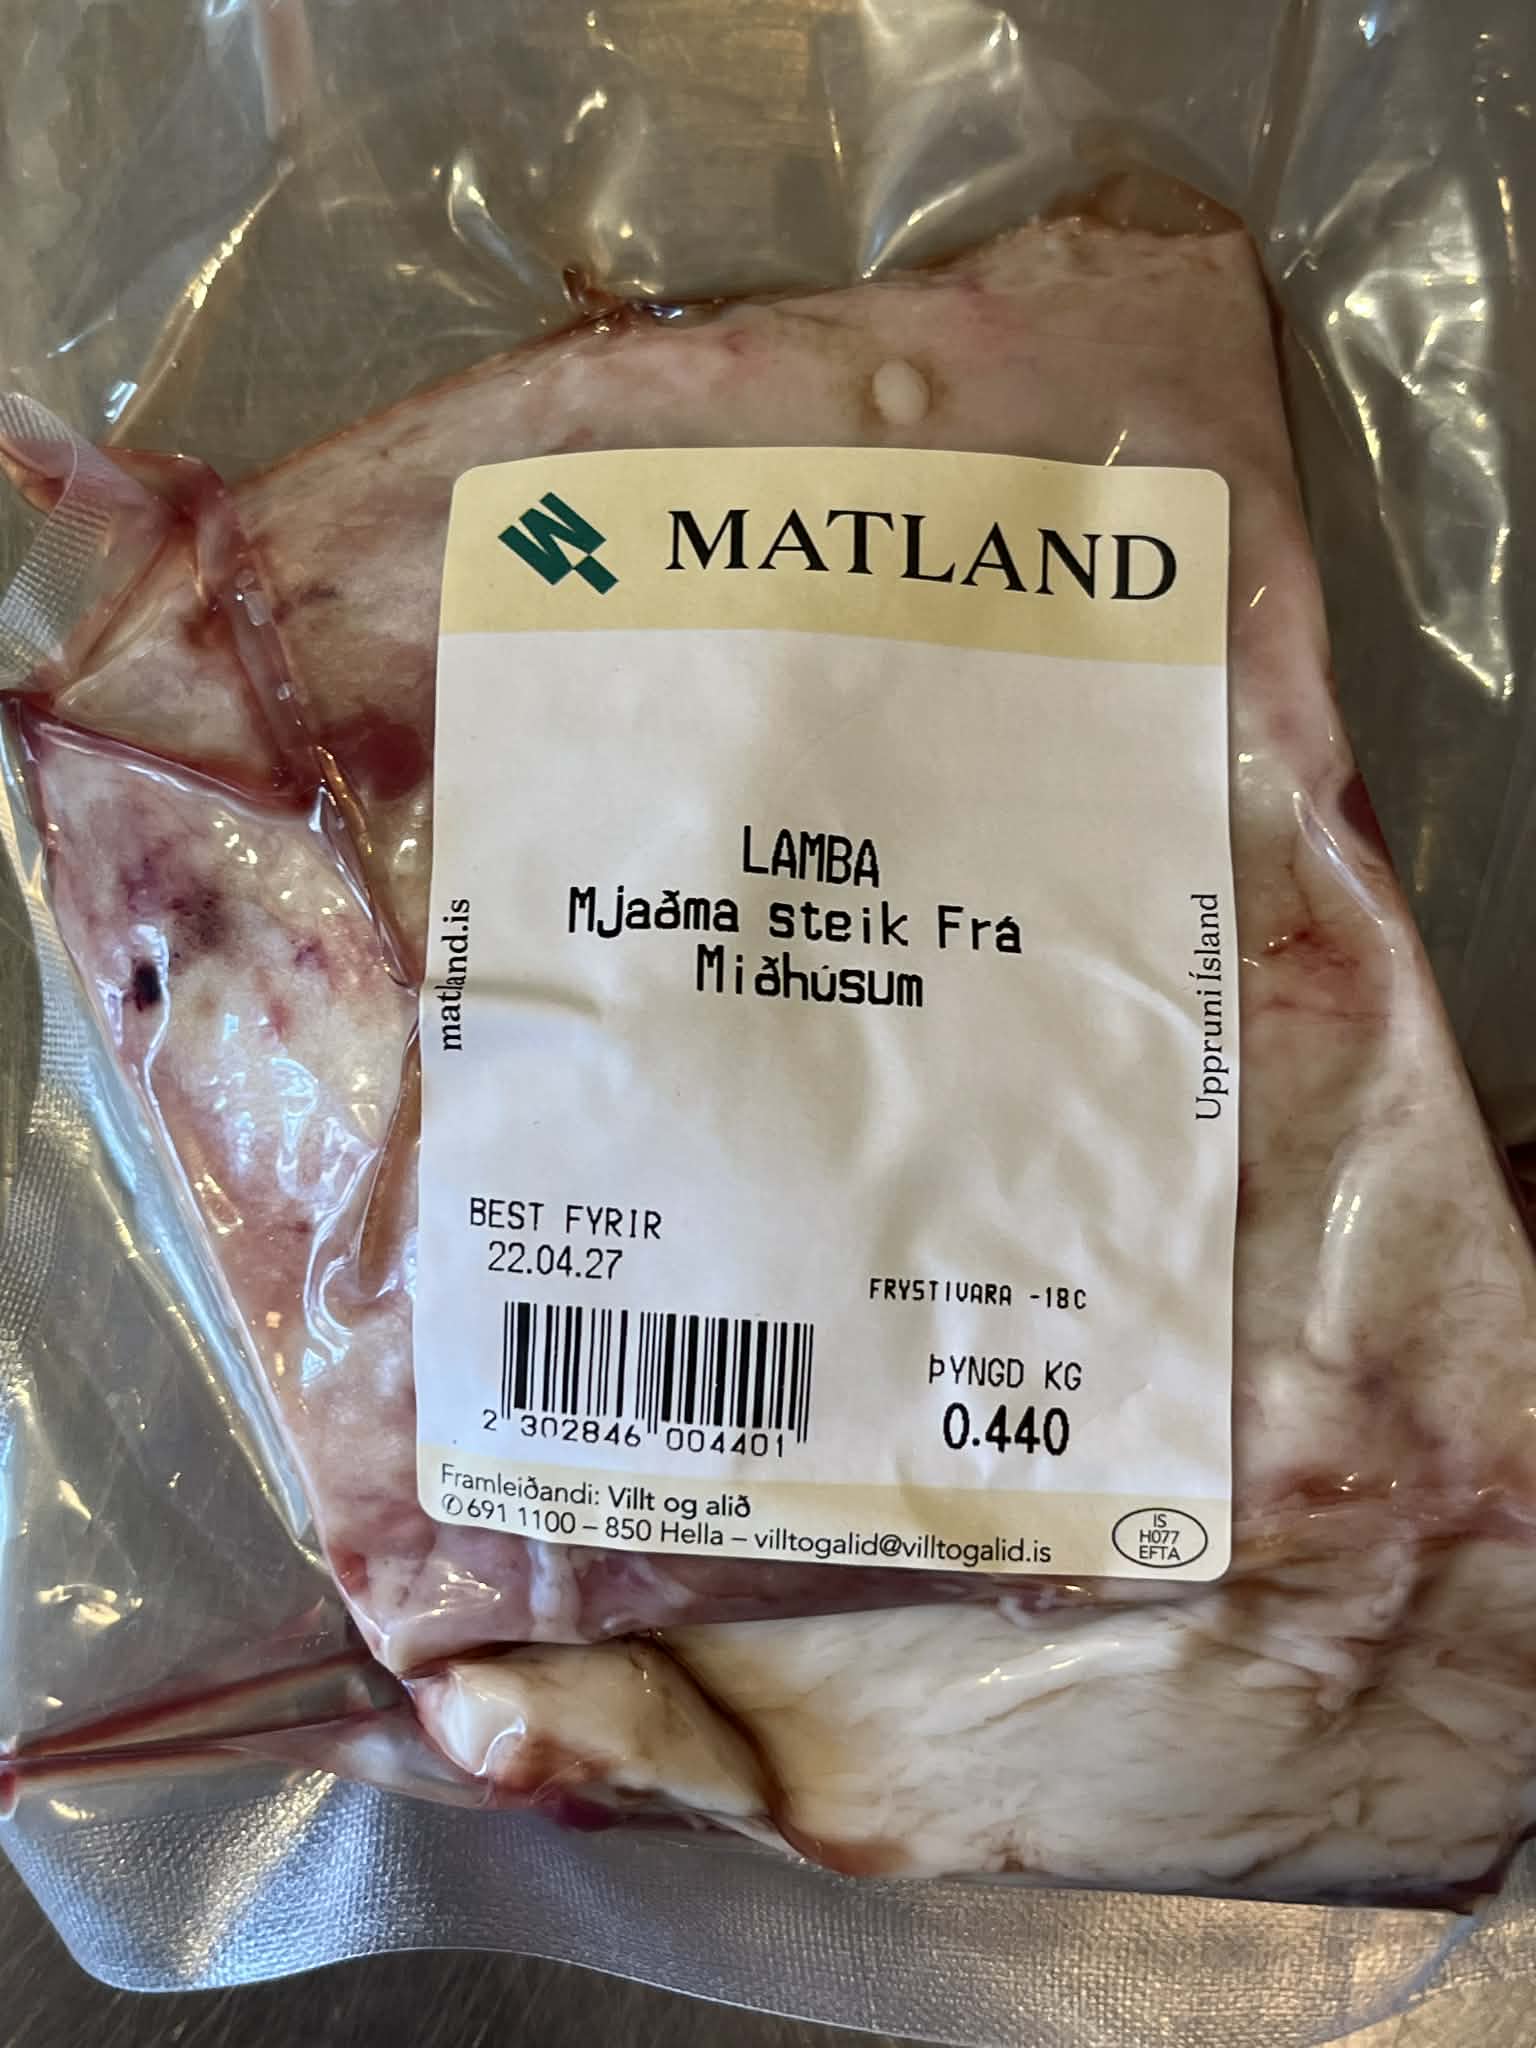 MATLAND
LAMBA
Mjaðma steik Frá
Miðhúsum
matland.is
Uppruni Ísland
BEST FYRIR
22.04.27
FRYSTIVARA -18C
ÞYNGD KG
0.440
2 302846 004401
Framleiðandi: Villt og alið
✆691 1100 – 850 Hella – villtogalid@villtogalid.is
IS
H077
EFTA